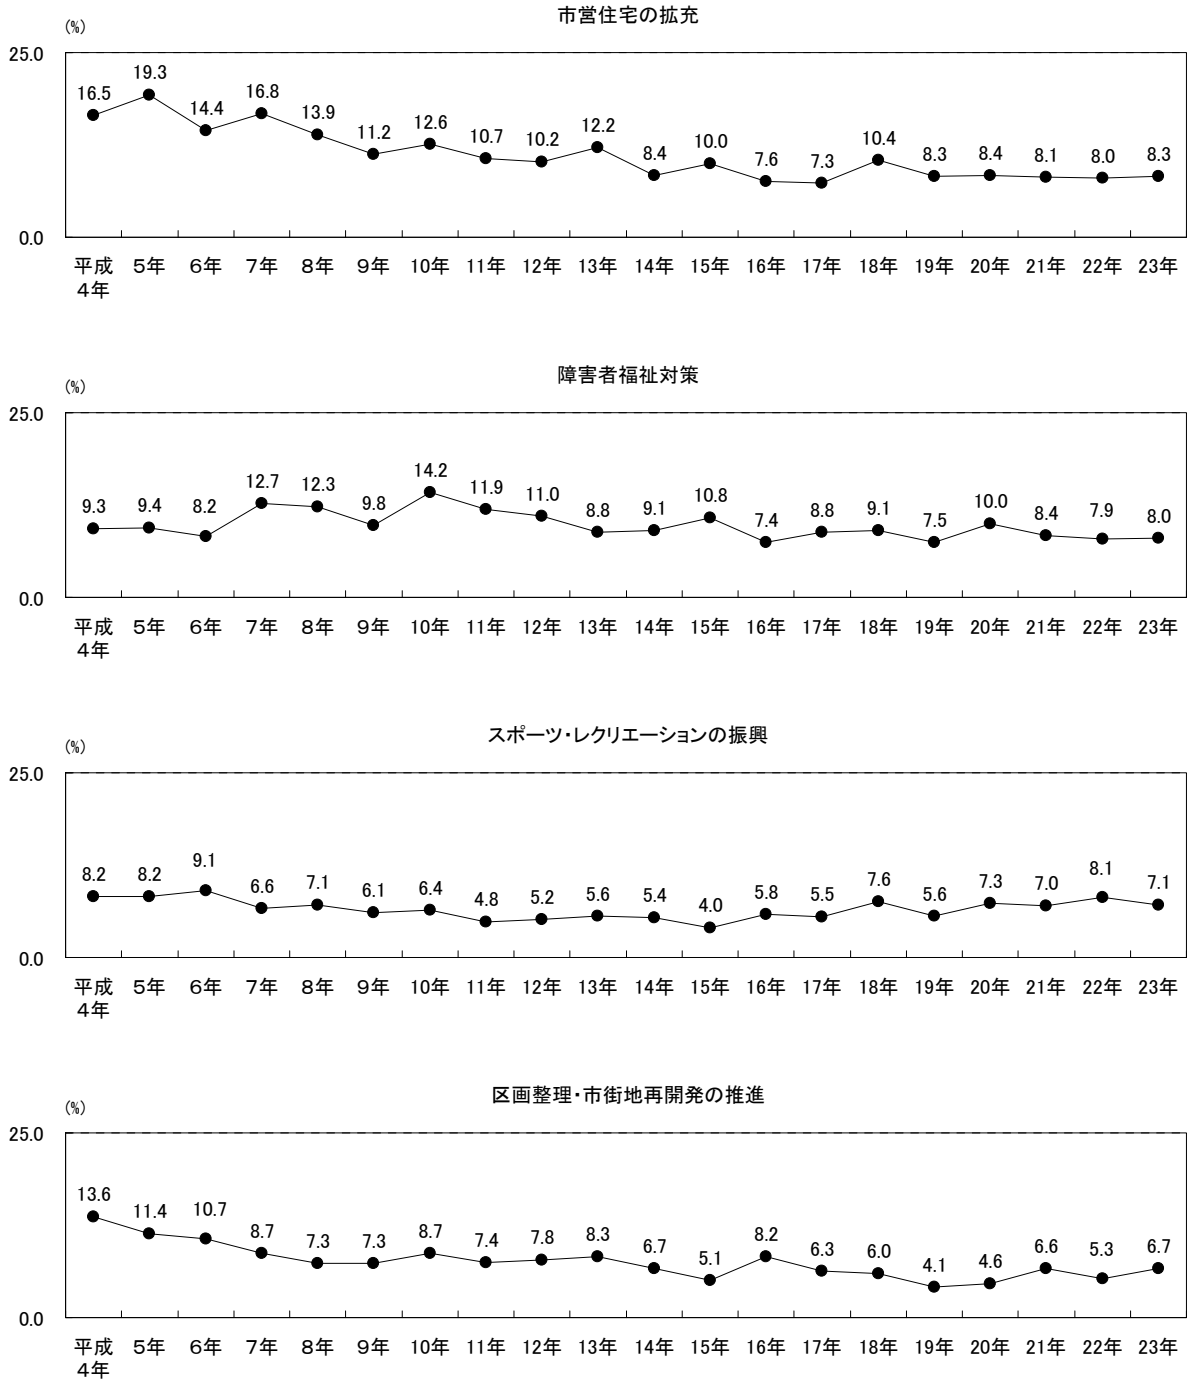 市営住宅の拡充
(%)
25.0
16.5 19.3 14.4 16.8 13.9 11.2 12.6 10.7 10.2 12.2 8.4 10.0 7.6 7.3 10.4 8.3 8.4 8.1 8.0 8.3
0.0
平成 5年 6年 7年 8年 9年 10年 11年 12年 13年 14年 15年 16年 17年 18年 19年 20年 21年 22年 23年
4年
障害者福祉対策
(%)
25.0
9.3 9.4 8.2 12.7 12.3 9.8 14.2 11.9 11.0 8.8 9.1 10.8 7.4 8.8 9.1 7.5 10.0 8.4 7.9 8.0
0.0
平成 5年 6年 7年 8年 9年 10年 11年 12年 13年 14年 15年 16年 17年 18年 19年 20年 21年 22年 23年
4年
スポーツ・レクリエーションの振興
(%)
25.0
8.2 8.2 9.1 6.6 7.1 6.1 6.4 4.8 5.2 5.6 5.4 4.0 5.8 5.5 7.6 5.6 7.3 7.0 8.1 7.1
0.0
平成 5年 6年 7年 8年 9年 10年 11年 12年 13年 14年 15年 16年 17年 18年 19年 20年 21年 22年 23年
4年
区画整理・市街地再開発の推進
(%)
25.0
13.6 11.4 10.7 8.7 7.3 7.3 8.7 7.4 7.8 8.3 6.7 5.1 8.2 6.3 6.0 4.1 4.6 6.6 5.3 6.7
0.0
平成 5年 6年 7年 8年 9年 10年 11年 12年 13年 14年 15年 16年 17年 18年 19年 20年 21年 22年 23年
4年